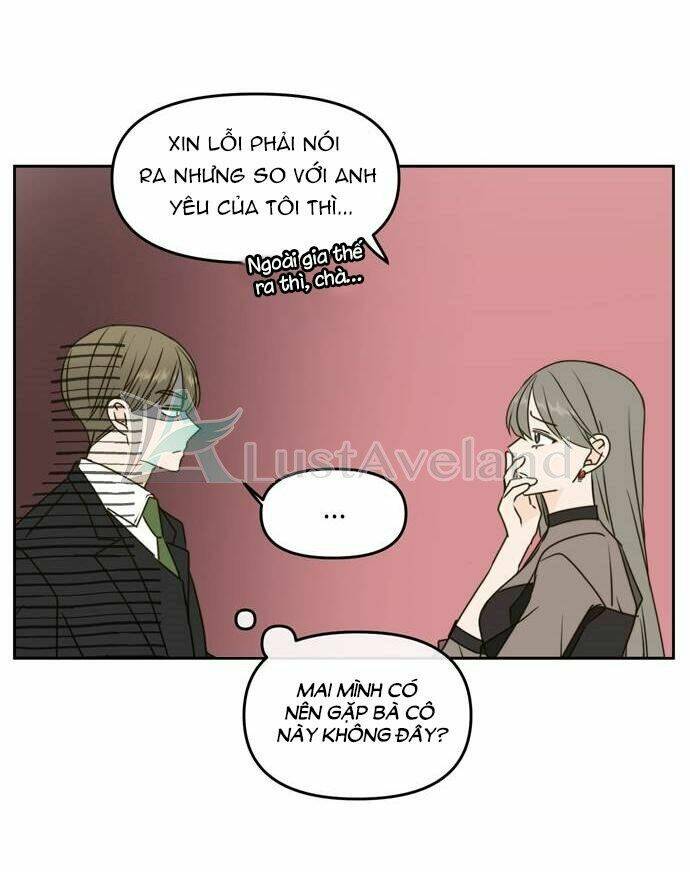 XIN LỖI PHẢI NÓI
RA NHƯNG SO VỚI ANH
YÊU CỦA TÔI THÌ...
Ngoài gia thế
ra thì, chà...
LustAveland
...
MAI MÌNH CÓ
NÊN GẶP BÀ CÔ
NÀY KHÔNG ĐÂY?